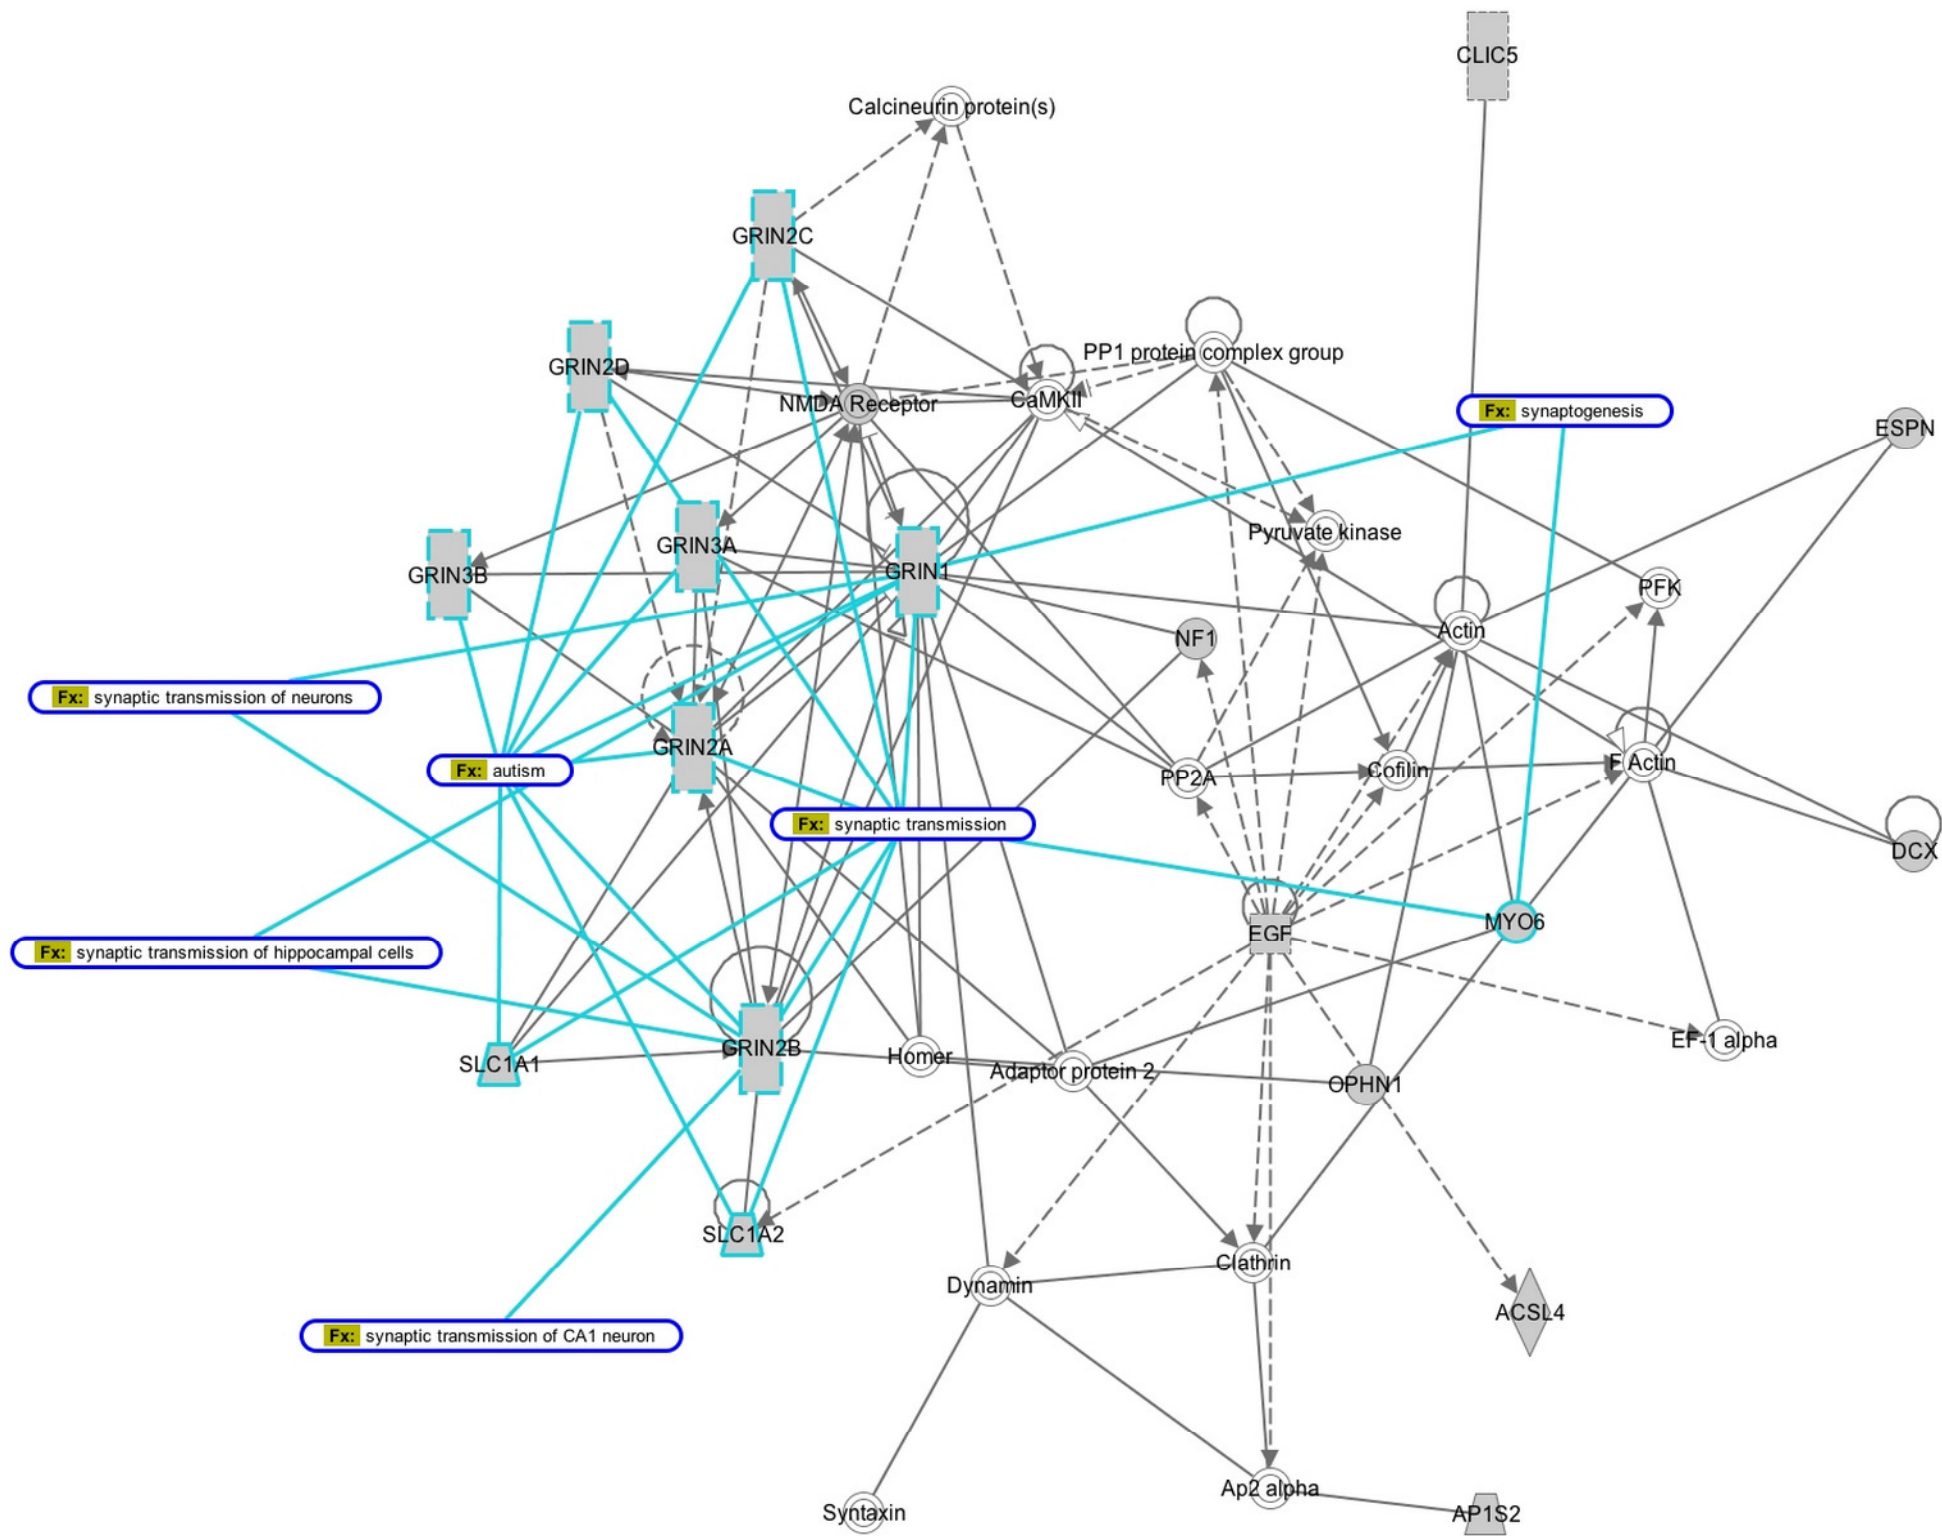 CLIC5
Calcineurin protein(s)
GRIN2C
PP1 protein complex group
GRIN2D
NMDA Receptor
CaMKII
Fx: synaptogenesis
ESPN
Pyruvate kinase
GRIN3A
GRIN3B
GRIN1
PFK
NF1
Actin
Fx: synaptic transmission of neurons
GRIN2A
Fx: autism
PP2A
Cofilin
F Actin
Fx: synaptic transmission
DCX
MYO6
EGF
Fx: synaptic transmission of hippocampal cells
SLC1A1
GRIN2B
Homer
Adaptor protein 2
EF-1 alpha
OPHN1
SLC1A2
Clathrin
Dynamin
ACSL4
Fx: synaptic transmission of CA1 neuron
Ap2 alpha
Syntaxin
AP1S2